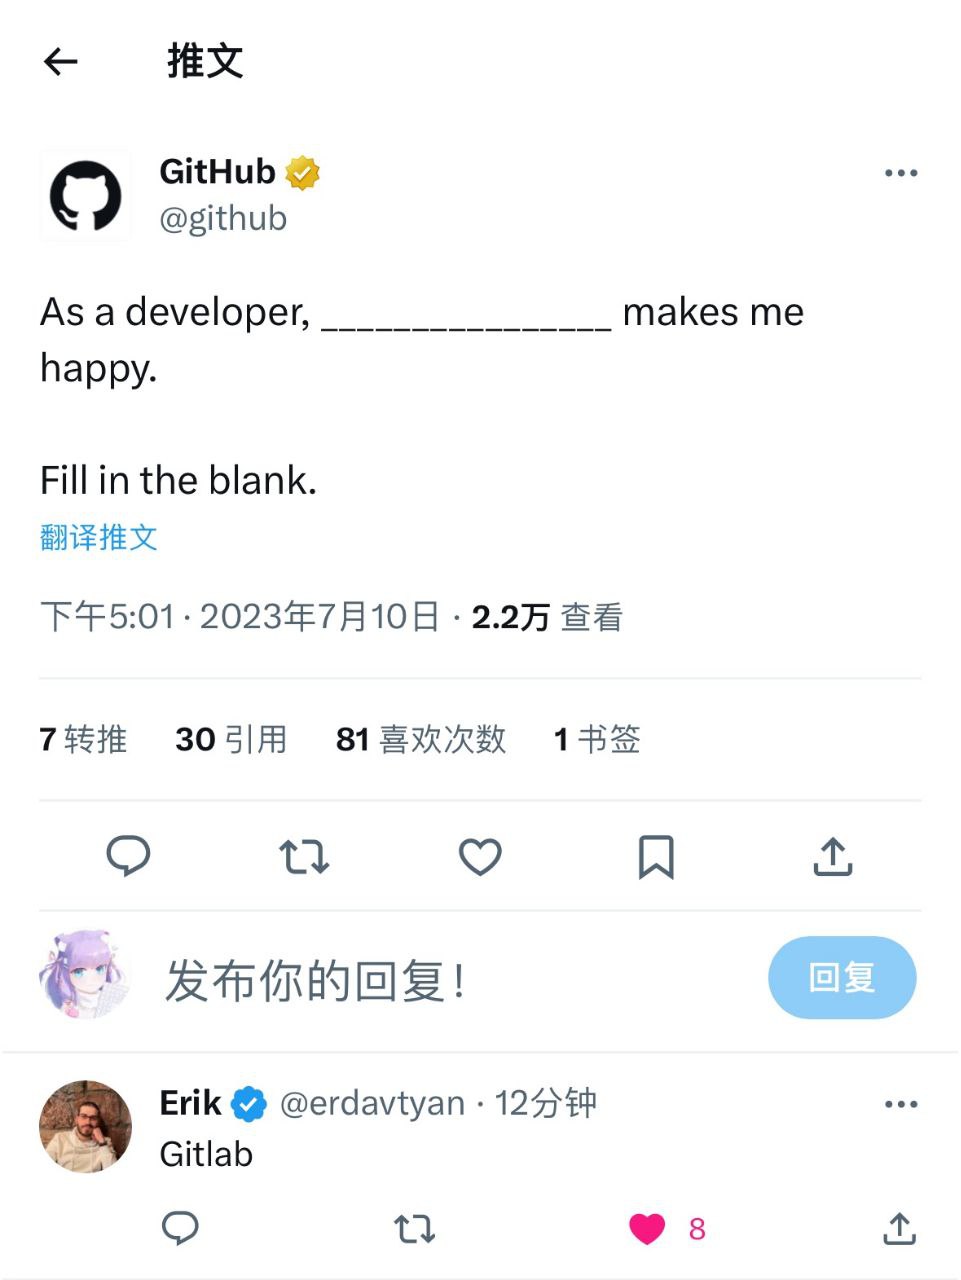 推文
GitHub
@github
As a developer, ________________ makes me
happy.
Fill in the blank.
翻译推文
下午5:01 · 2023年7月10日 · 2.2万 查看
7 转推 30 引用 81 喜欢次数 1 书签
发布你的回复！
回复
Erik @erdavtyan · 12分钟
Gitlab
8